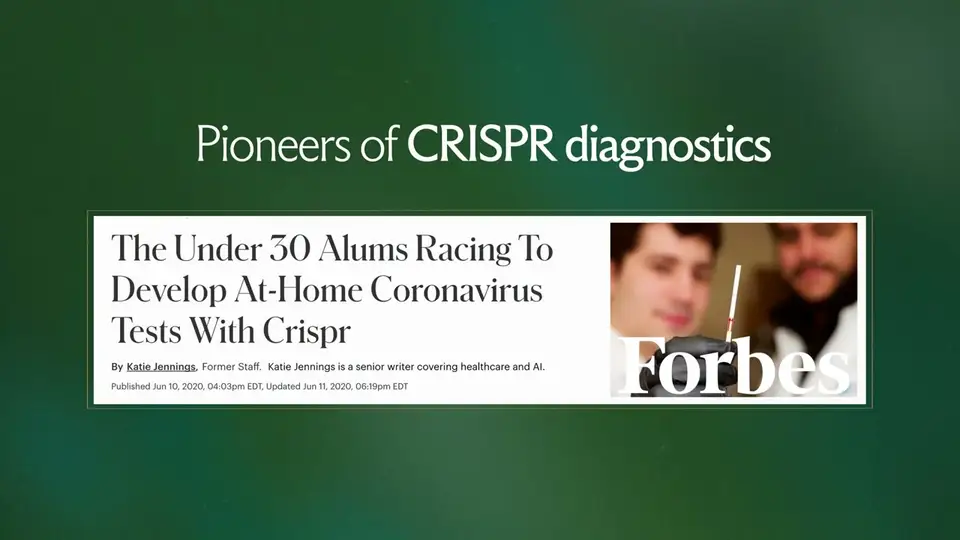 Pioneers of CRISPR diagnostics
The Under 30 Alums Racing To
Develop At-Home Coronavirus
Tests With Crispr
By Katie Jennings, Former Staff. Katie Jennings is a senior writer covering healthcare and AI.
Published Jun 10, 2020, 04:03pm EDT, Updated Jun 11, 2020, 06:19pm EDT
Forbes